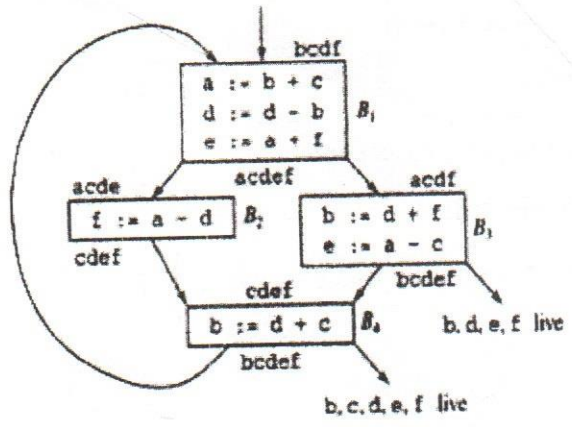 bcdf
a := b + c
d := d - b
e := a + f
B₁
acdef
acde
f := a - d
B₂
cdef
acdf
b := d + f
e := a - c
B₃
bcdef
b, d, e, f live
cdef
b := d + c
B₄
bcdef
b, c, d, e, f live